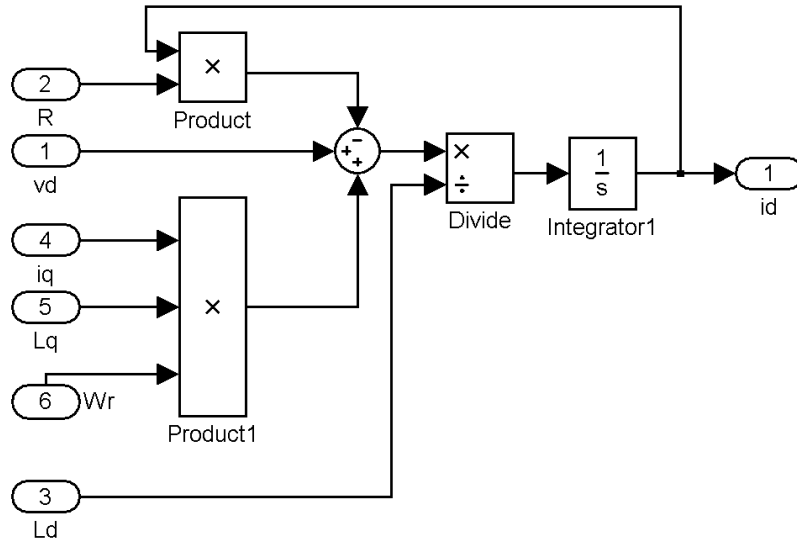 2
R
×
Product
1
vd
−
+
+
×
÷
Divide
1
s
Integrator1
1
id
4
iq
5
Lq
×
6
Wr
Product1
3
Ld